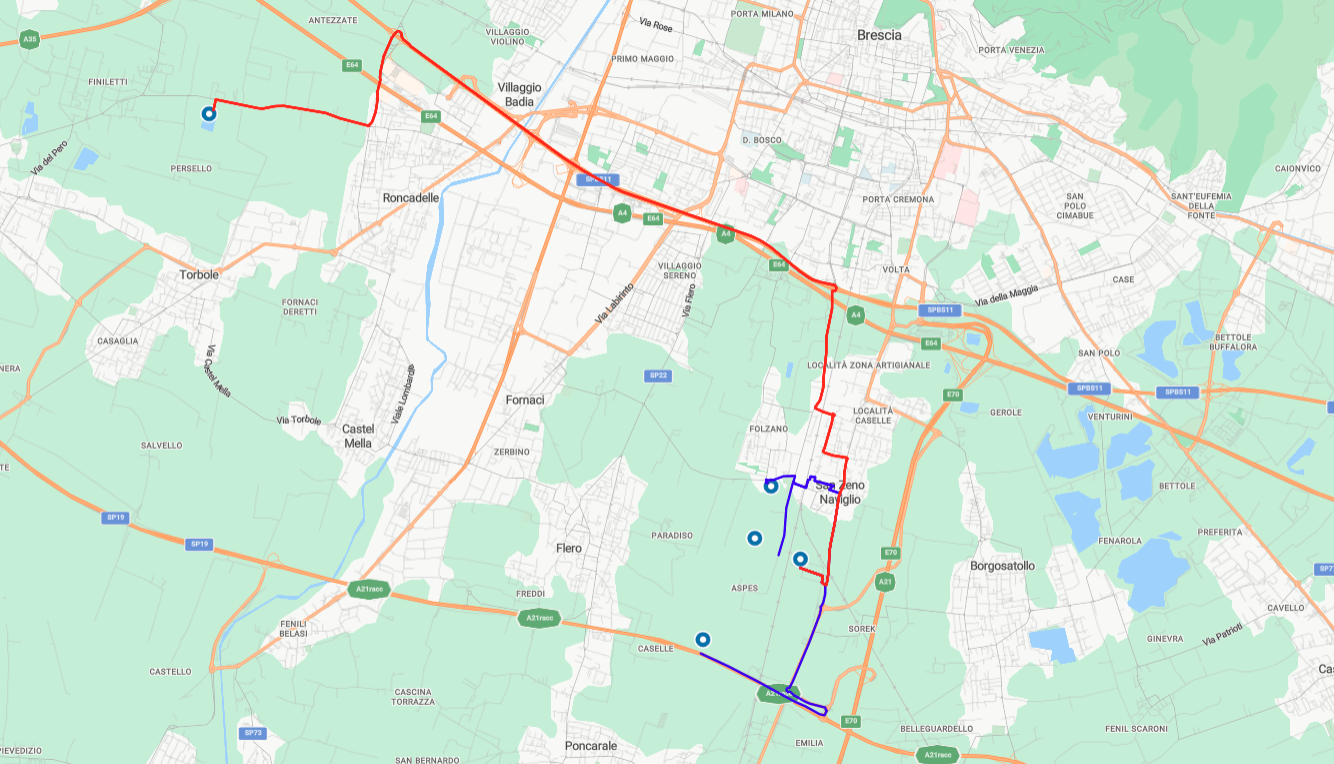 PORTA MILANO
ANTEZZATE
Via Rose
VILLAGGIO
VIOLINO
Brescia
A35
PORTA VENEZIA
PRIMO MAGGIO
E64
FINILETTI
Villaggio
Badia
E64
D. BOSCO
Via del Pero
PERSELLO
CAIONVICO
SPBS11
Roncadelle
PORTA CREMONA
SAN
POLO
CIMABUE
SANT'EUFEMIA
DELLA
FONTE
A4
E64
A4
VILLAGGIO
SERENO
E64
VOLTA
Torbole
CASE
Via Labirinto
Via Flero
Via della Maggia
FORNACI
DERETTI
SPBS11
A4
CASAGLIA
E64
BETTOLE
BUFFALORA
SAN POLO
NERA
Via Castel Mella
Viale Lombardia
SP22
LOCALITÀ ZONA ARTIGIANALE
SPBS11
SPBS11
E70
Fornaci
GEROLE
VENTURINI
Via Torbole
LOCALITÀ
CASELLE
Castel
Mella
FOLZANO
SALVELLO
ZERBINO
TE
San Zeno
Naviglio
BETTOLE
SP19
PARADISO
PREFERITA
SP19
Flero
E70
FENAROLA
Borgosatollo
SP7
A21racc
ASPES
A21
FREDDI
CAVELLO
A21racc
FENILI
BELASI
SOREK
Via Patrioti
GINEVRA
CASELLE
CASTELLO
Cas
CASCINA
TORRAZZA
E70
BELLEGUARDELLO
FENIL SCARONI
SP73
EMILIA
Poncarale
PIEVEDIZIO
SAN BERNARDO
A21racc